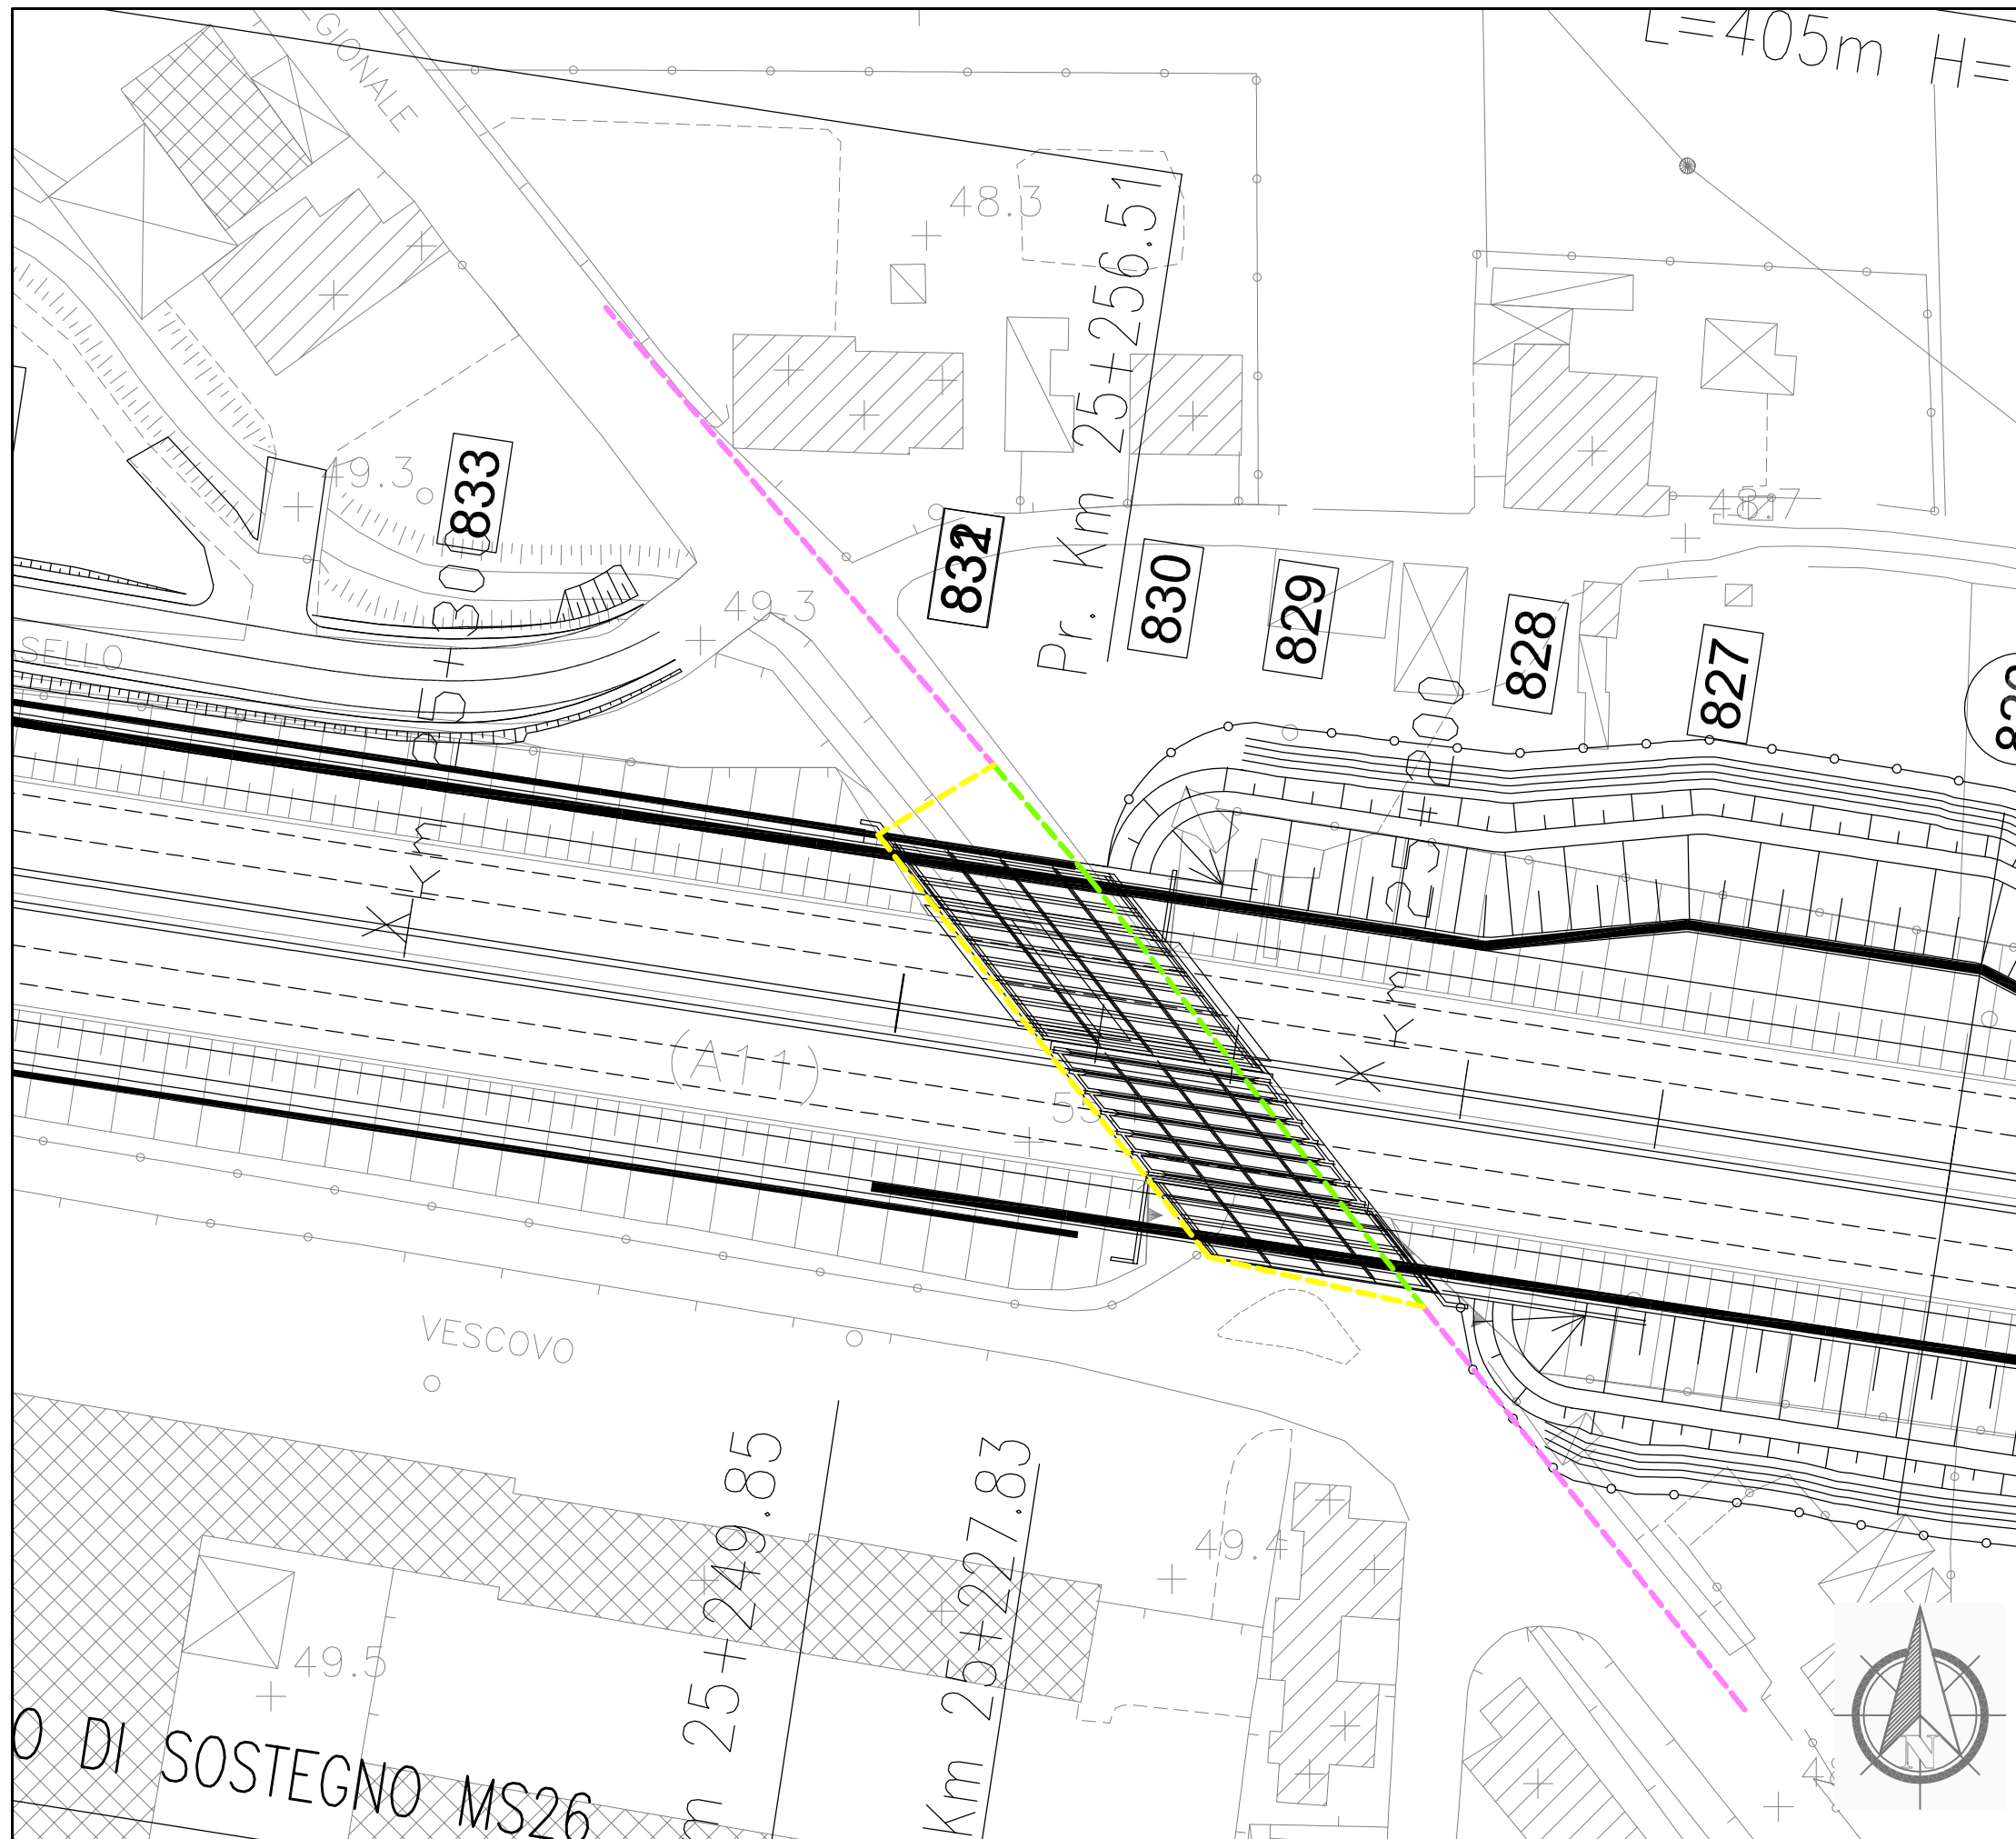 GIONALE
L=405m H=
48.3
Pr. Km 25+256.51
49.3
833
832
830
829
828
827
48.7
49.3
SELLO
(A11)
VESCOVO
49.4
49.5
25+249.85
Km 25+227.83
O DI SOSTEGNO MS26
N